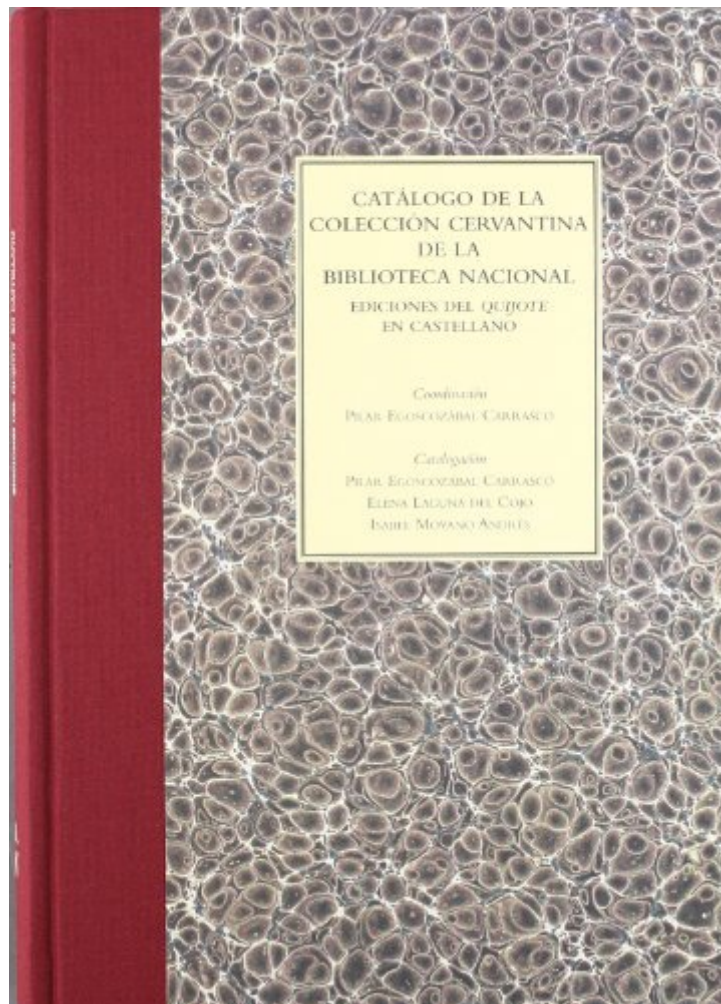 CATÁLOGO DE LA
COLECCIÓN CERVANTINA
DE LA
BIBLIOTECA NACIONAL
EDICIONES DEL QUIJOTE
EN CASTELLANO
Coordinación
PILAR EGOSCOZÁBAL CARRASCO
Catalogación
PILAR EGOSCOZÁBAL CARRASCO
ELENA LAGUNA DEL COJO
ISABEL MOYANO ANDRÉS